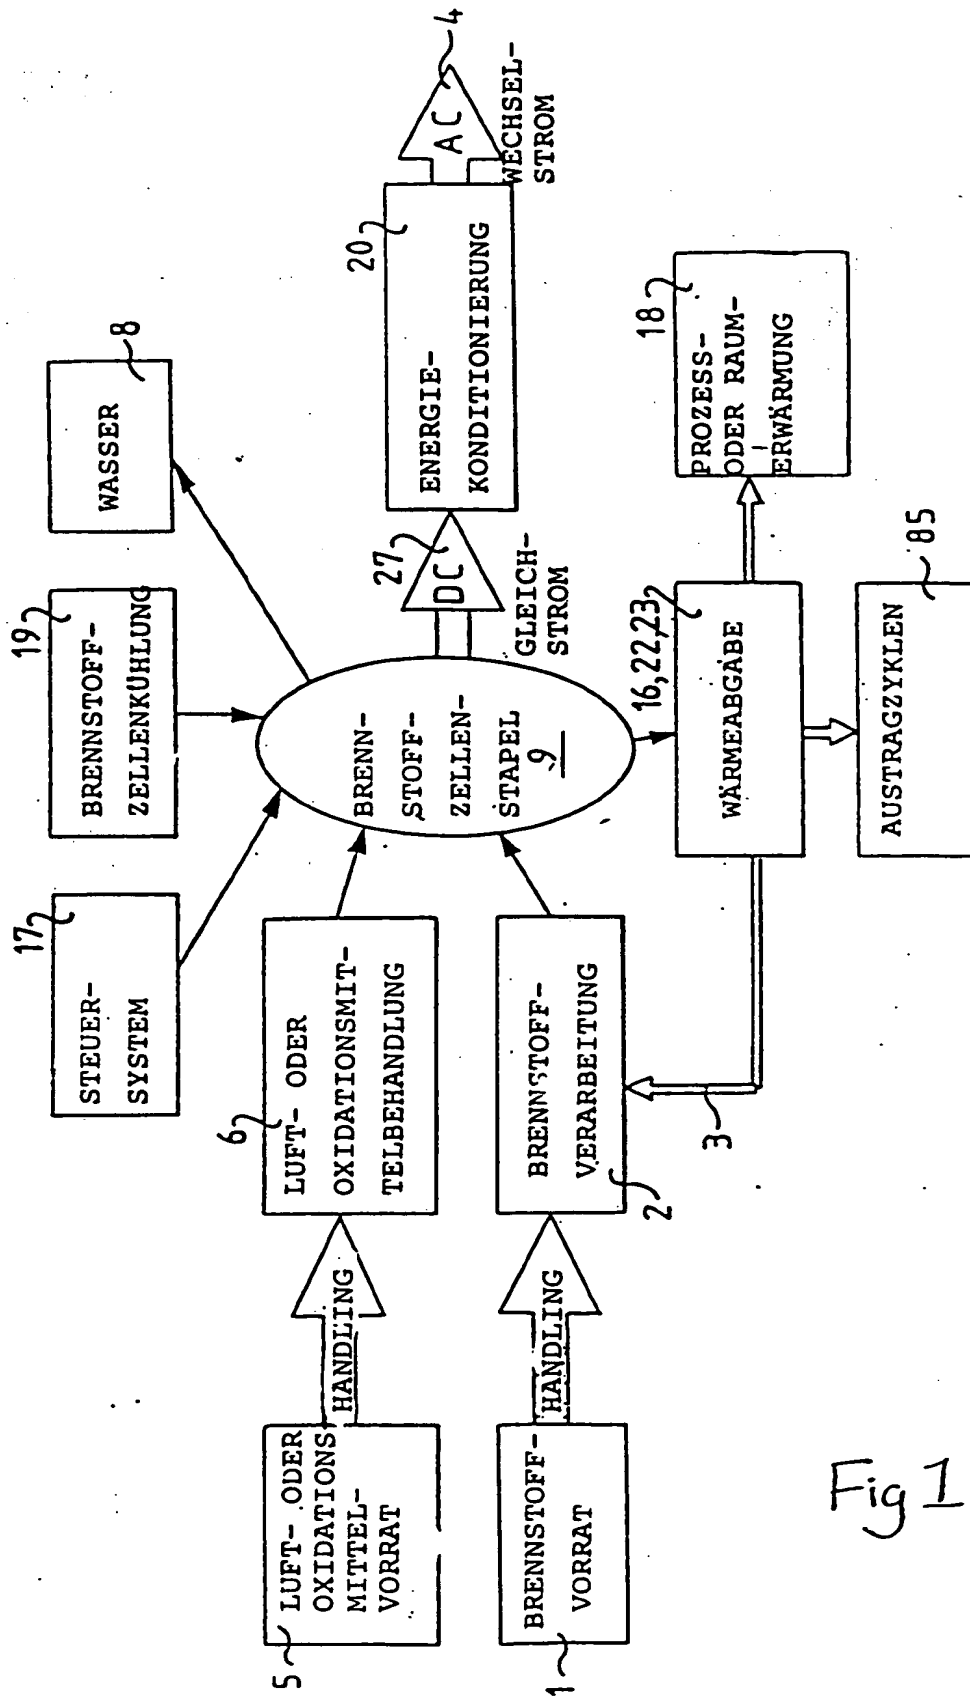 17
STEUER-
SYSTEM
19
BRENNSTOFF-
ZELLENKÜHLUNG
8
WASSER
5
LUFT- ODER
OXIDATIONS
MITTEL-
VORRAT
HANDLING
6
LUFT- ODER
OXIDATIONSMIT-
TELBEHANDLUNG
BRENN-
STOFF-
ZELLEN-
STAPEL
9
27
DC
GLEICH-
STROM
20
ENERGIE-
KONDITIONIERUNG
AC
4
WECHSEL-
STROM
1
BRENNSTOFF-
VORRAT
HANDLING
2
BRENNSTOFF-
VERARBEITUNG
3
16,22,23
WÄRMEABGABE
18
PROZESS-
ODER RAUM-
ERWÄRMUNG
85
AUSTRAGZYKLEN
Fig 1